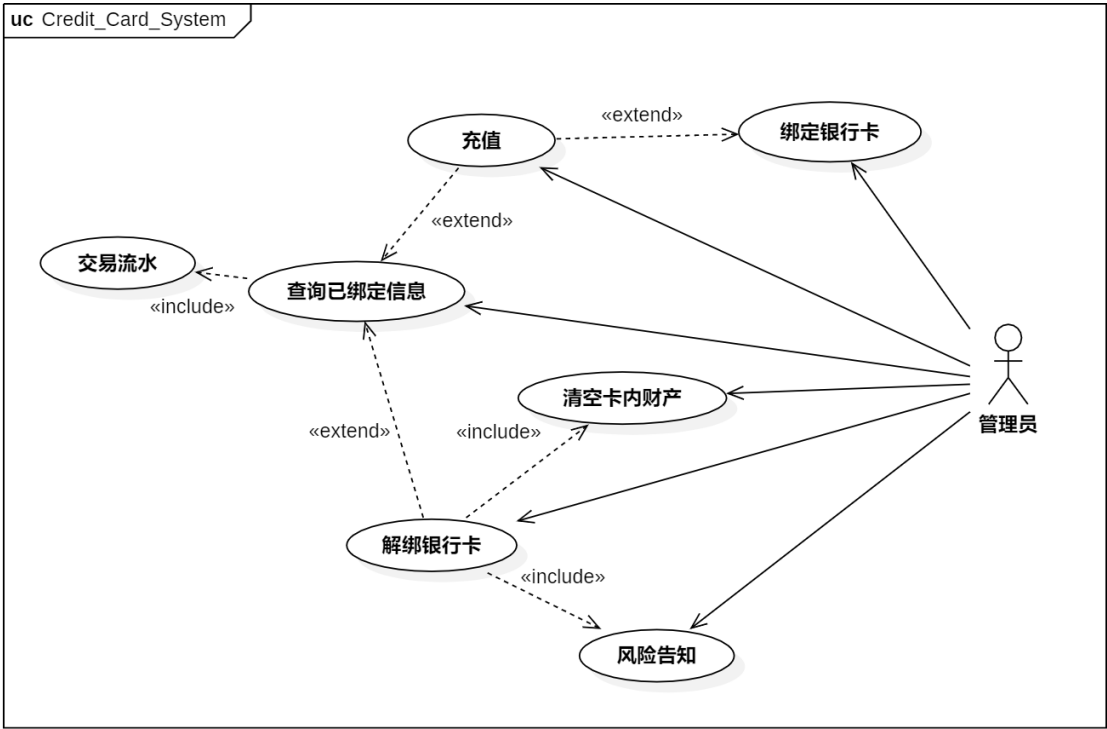 uc Credit_Card_System
«extend»
绑定银行卡
充值
«extend»
交易流水
查询已绑定信息
«include»
清空卡内财产
管理员
«extend»
«include»
解绑银行卡
«include»
风险告知